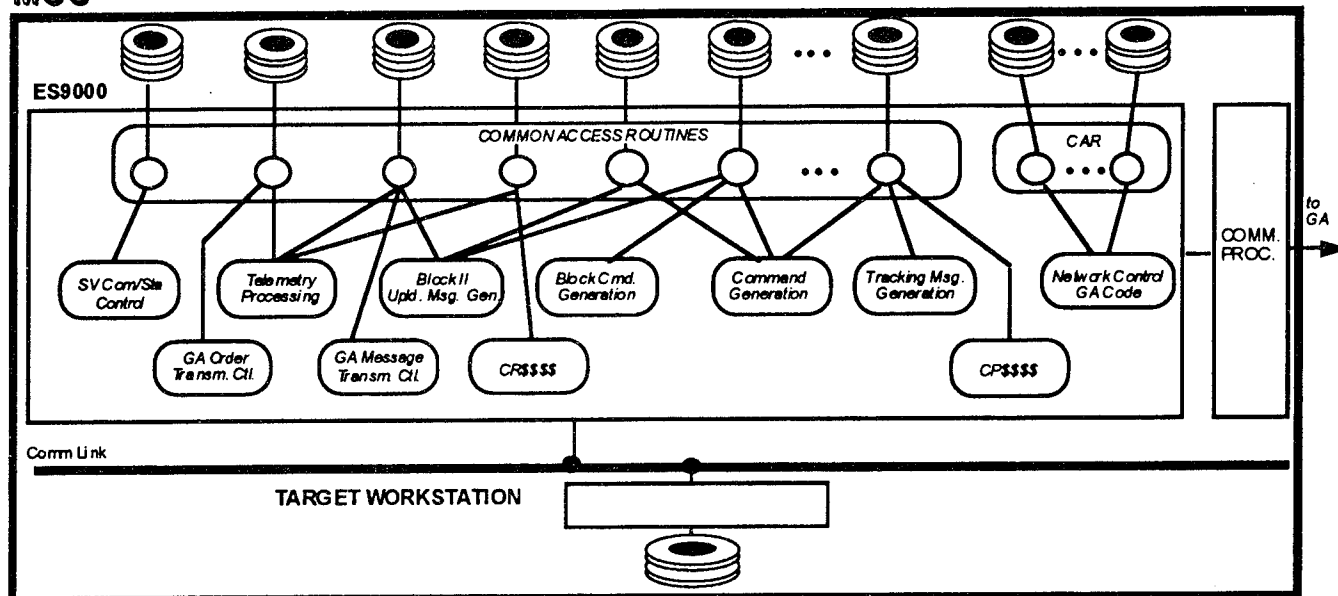 ES9000
COMMON ACCESS ROUTINES
CAR
to
GA
COMM.
PROC.
SV Com/Sta
Control
Telemetry
Processing
Block II
Upld. Msg. Gen.
Block Cmd.
Generation
Command
Generation
Tracking Msg.
Generation
Network Control
GA Code
GA Order
Transm. Ctl.
GA Message
Transm. Ctl.
CR$$$$
CP$$$$
Comm Link
TARGET WORKSTATION